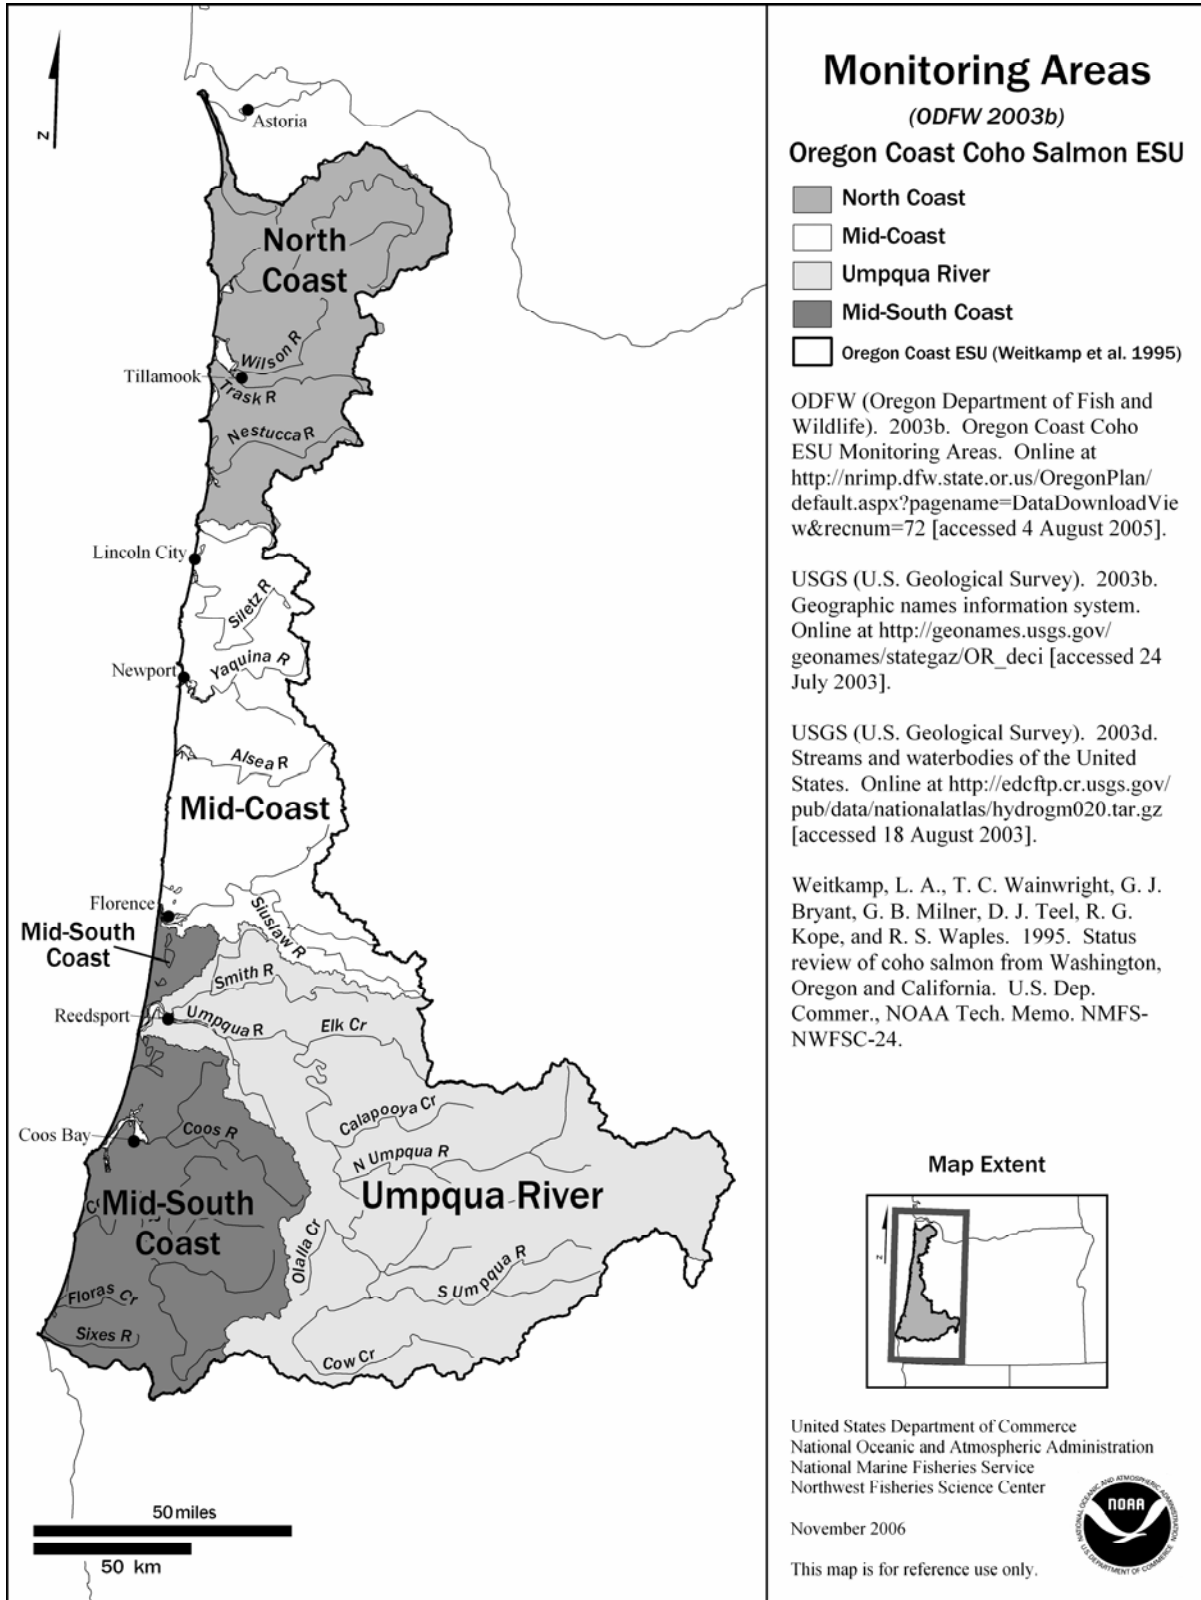 Monitoring Areas
(ODFW 2003b)
Oregon Coast Coho Salmon ESU
North Coast
Mid-Coast
Umpqua River
Mid-South Coast
Oregon Coast ESU (Weitkamp et al. 1995)
ODFW (Oregon Department of Fish and
Wildlife). 2003b. Oregon Coast Coho
ESU Monitoring Areas. Online at
http://nrimp.dfw.state.or.us/OregonPlan/
default.aspx?pagename=DataDownloadVie
w&recnum=72 [accessed 4 August 2005].
USGS (U.S. Geological Survey). 2003b.
Geographic names information system.
Online at http://geonames.usgs.gov/
geonames/stategaz/OR_deci [accessed 24
July 2003].
USGS (U.S. Geological Survey). 2003d.
Streams and waterbodies of the United
States. Online at http://edcftp.cr.usgs.gov/
pub/data/nationalatlas/hydrogm020.tar.gz
[accessed 18 August 2003].
Weitkamp, L. A., T. C. Wainwright, G. J.
Bryant, G. B. Milner, D. J. Teel, R. G.
Kope, and R. S. Waples. 1995. Status
review of coho salmon from Washington,
Oregon and California. U.S. Dep.
Commer., NOAA Tech. Memo. NMFS-
NWFSC-24.
Map Extent
N
United States Department of Commerce
National Oceanic and Atmospheric Administration
National Marine Fisheries Service
Northwest Fisheries Science Center
November 2006
This map is for reference use only.
NATIONAL OCEANIC AND ATMOSPHERIC ADMINISTRATION
NOAA
U.S. DEPARTMENT OF COMMERCE
N
Astoria
North
Coast
Wilson R
Tillamook
Trask R
Nestucca R
Lincoln City
Siletz R
Newport
Yaquina R
Alsea R
Mid-Coast
Florence
Siuslaw R
Mid-South
Coast
Smith R
Reedsport
Umpqua R
Elk Cr
Calapooya Cr
Coos Bay
Coos R
N Umpqua R
Umpqua River
Mid-South
Coast
Olalla Cr
S Umpqua R
Floras Cr
Sixes R
Cow Cr
50 miles
50 km